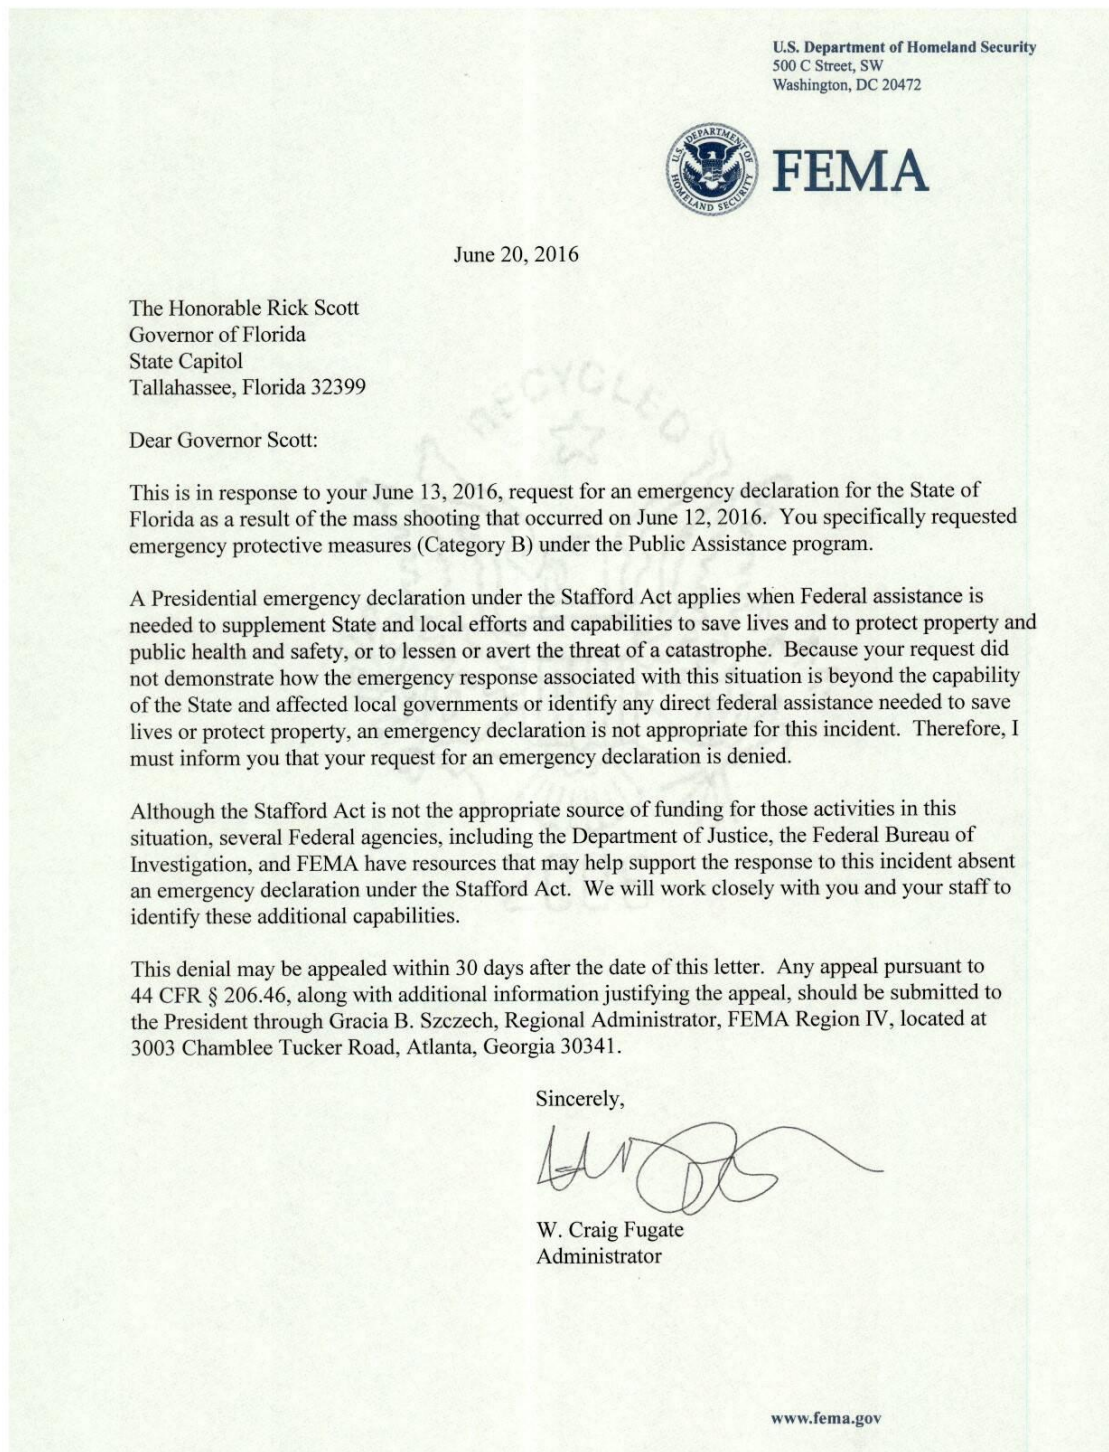 U.S. Department of Homeland Security
500 C Street, SW
Washington, DC 20472
U.S. DEPARTMENT OF HOMELAND SECURITY
FEMA
June 20, 2016
The Honorable Rick Scott
Governor of Florida
State Capitol
Tallahassee, Florida 32399
Dear Governor Scott:
This is in response to your June 13, 2016, request for an emergency declaration for the State of
Florida as a result of the mass shooting that occurred on June 12, 2016.  You specifically requested
emergency protective measures (Category B) under the Public Assistance program.
A Presidential emergency declaration under the Stafford Act applies when Federal assistance is
needed to supplement State and local efforts and capabilities to save lives and to protect property and
public health and safety, or to lessen or avert the threat of a catastrophe.  Because your request did
not demonstrate how the emergency response associated with this situation is beyond the capability
of the State and affected local governments or identify any direct federal assistance needed to save
lives or protect property, an emergency declaration is not appropriate for this incident.  Therefore, I
must inform you that your request for an emergency declaration is denied.
Although the Stafford Act is not the appropriate source of funding for those activities in this
situation, several Federal agencies, including the Department of Justice, the Federal Bureau of
Investigation, and FEMA have resources that may help support the response to this incident absent
an emergency declaration under the Stafford Act.  We will work closely with you and your staff to
identify these additional capabilities.
This denial may be appealed within 30 days after the date of this letter.  Any appeal pursuant to
44 CFR § 206.46, along with additional information justifying the appeal, should be submitted to
the President through Gracia B. Szczech, Regional Administrator, FEMA Region IV, located at
3003 Chamblee Tucker Road, Atlanta, Georgia 30341.
Sincerely,
W. Craig Fugate
Administrator
www.fema.gov
RECYCLED